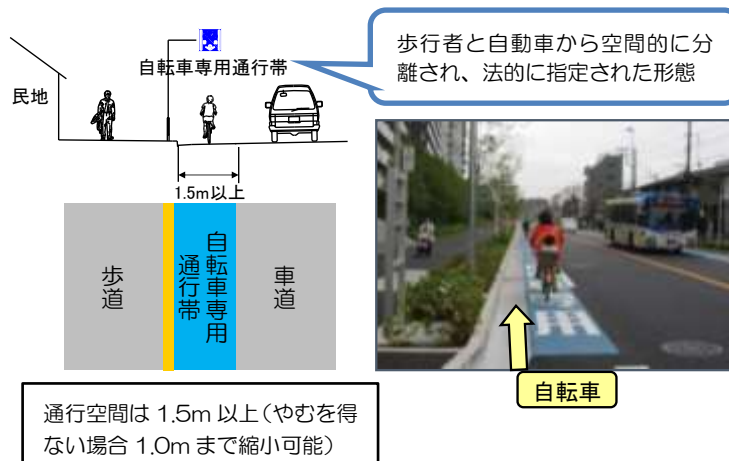 自転車専用通行帯
歩行者と自動車から空間的に分
離され、法的に指定された形態
民地
1.5m以上
歩道
自転車専用
通行帯
車道
自転車
通行空間は 1.5m 以上（やむを得
ない場合 1.0m まで縮小可能）